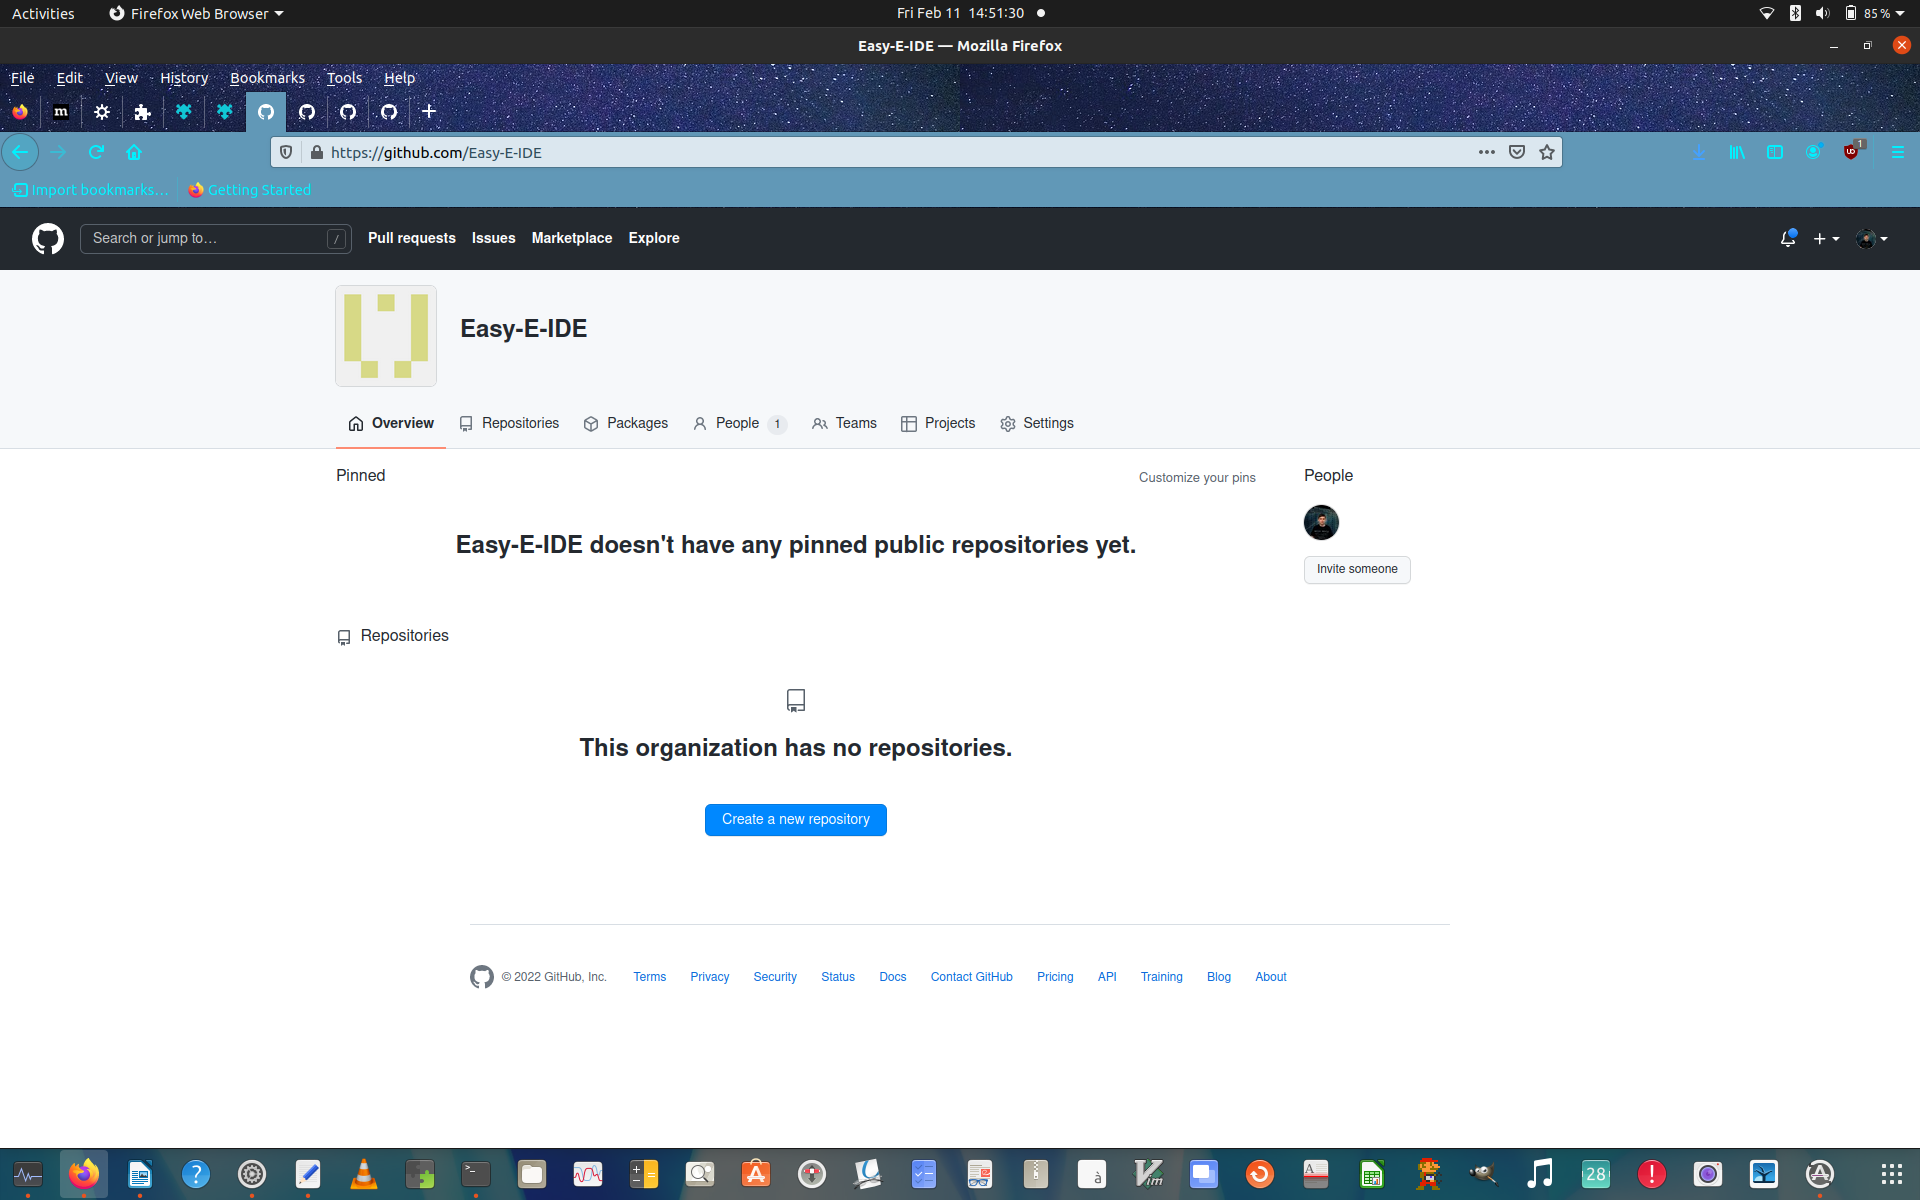 Activities Firefox Web Browser Fri Feb 11 14:51:30 85 %
Easy-E-IDE — Mozilla Firefox
File Edit View History Bookmarks Tools Help
m
https://github.com/Easy-E-IDE 1
Import bookmarks... Getting Started
Search or jump to... / Pull requests Issues Marketplace Explore
Easy-E-IDE
Overview Repositories Packages People 1 Teams Projects Settings
Pinned Customize your pins People
Easy-E-IDE doesn't have any pinned public repositories yet.
Invite someone
Repositories
This organization has no repositories.
Create a new repository
© 2022 GitHub, Inc. Terms Privacy Security Status Docs Contact GitHub Pricing API Training Blog About
? >_ à Vim 28 !